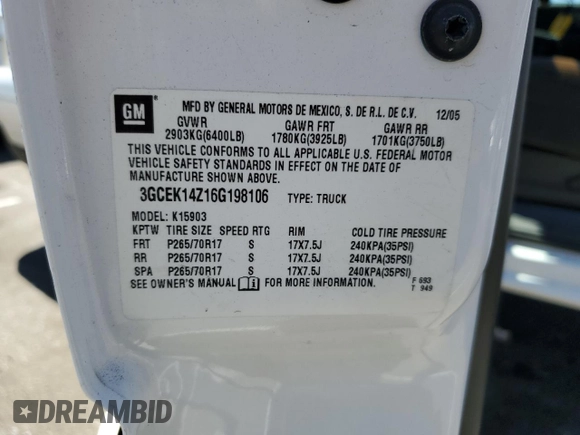 GM
MFD BY GENERAL MOTORS DE MEXICO, S. DE R.L. DE C.V. 12/05
GVWR GAWR FRT GAWR RR
2903KG(6400LB) 1780KG(3925LB) 1701KG(3750LB)
THIS VEHICLE CONFORMS TO ALL APPLICABLE U.S. FEDERAL MOTOR
VEHICLE SAFETY STANDARDS IN EFFECT ON THE DATE OF
MANUFACTURE SHOWN ABOVE.
3GCEK14Z16G198106 TYPE: TRUCK
MODEL: K15903
KPTW TIRE SIZE SPEED RTG RIM COLD TIRE PRESSURE
FRT P265/70R17 S 17X7.5J 240KPA(35PSI)
RR P265/70R17 S 17X7.5J 240KPA(35PSI)
SPA P265/70R17 S 17X7.5J 240KPA(35PSI)
SEE OWNER'S MANUAL FOR MORE INFORMATION.
F 693
T 949
DREAMBID